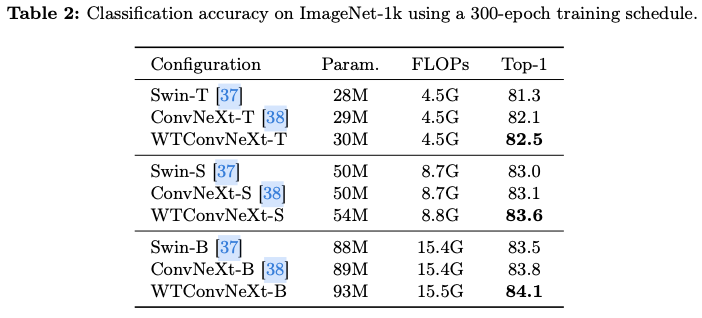 Table 2: Classification accuracy on ImageNet-1k using a 300-epoch training schedule.
Configuration Param. FLOPs Top-1
Swin-T [37] 28M 4.5G 81.3
ConvNeXt-T [38] 29M 4.5G 82.1
WTConvNeXt-T 30M 4.5G 82.5
Swin-S [37] 50M 8.7G 83.0
ConvNeXt-S [38] 50M 8.7G 83.1
WTConvNeXt-S 54M 8.8G 83.6
Swin-B [37] 88M 15.4G 83.5
ConvNeXt-B [38] 89M 15.4G 83.8
WTConvNeXt-B 93M 15.5G 84.1